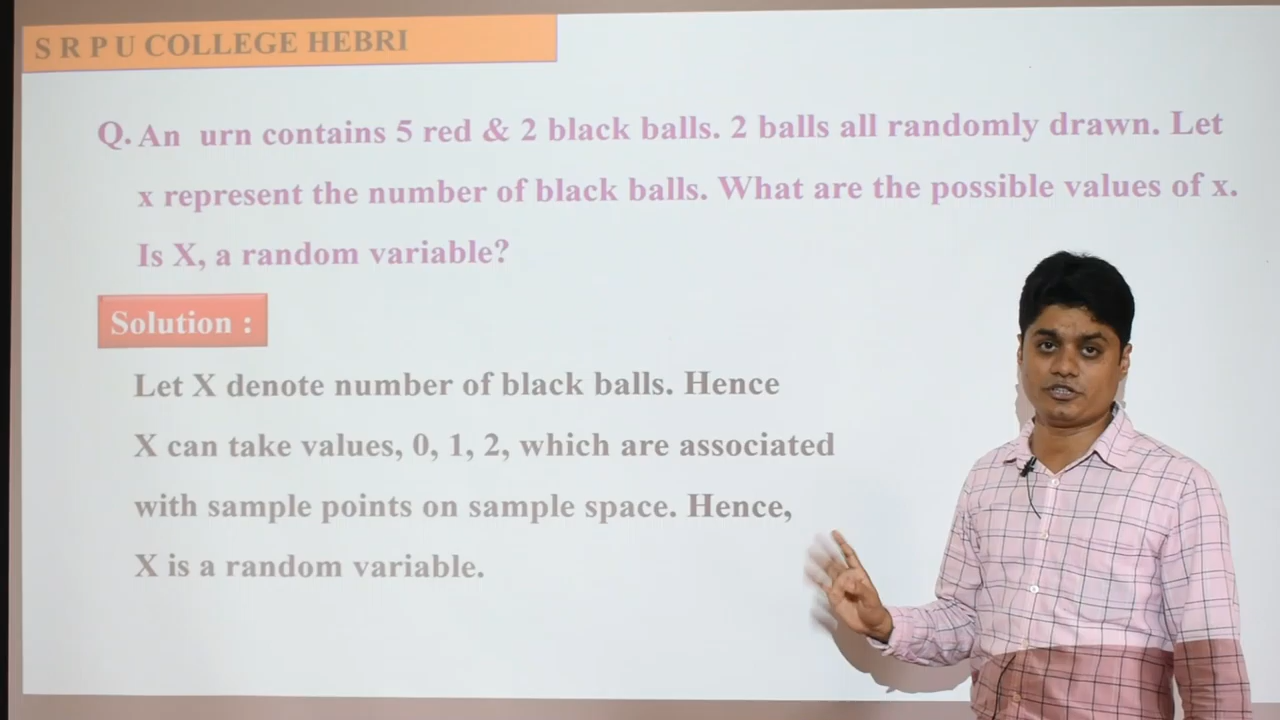 S R P U COLLEGE HEBRI
Q. An urn contains 5 red & 2 black balls. 2 balls all randomly drawn. Let
x represent the number of black balls. What are the possible values of x.
Is X, a random variable?
Solution :
Let X denote number of black balls. Hence
X can take values, 0, 1, 2, which are associated
with sample points on sample space. Hence,
X is a random variable.